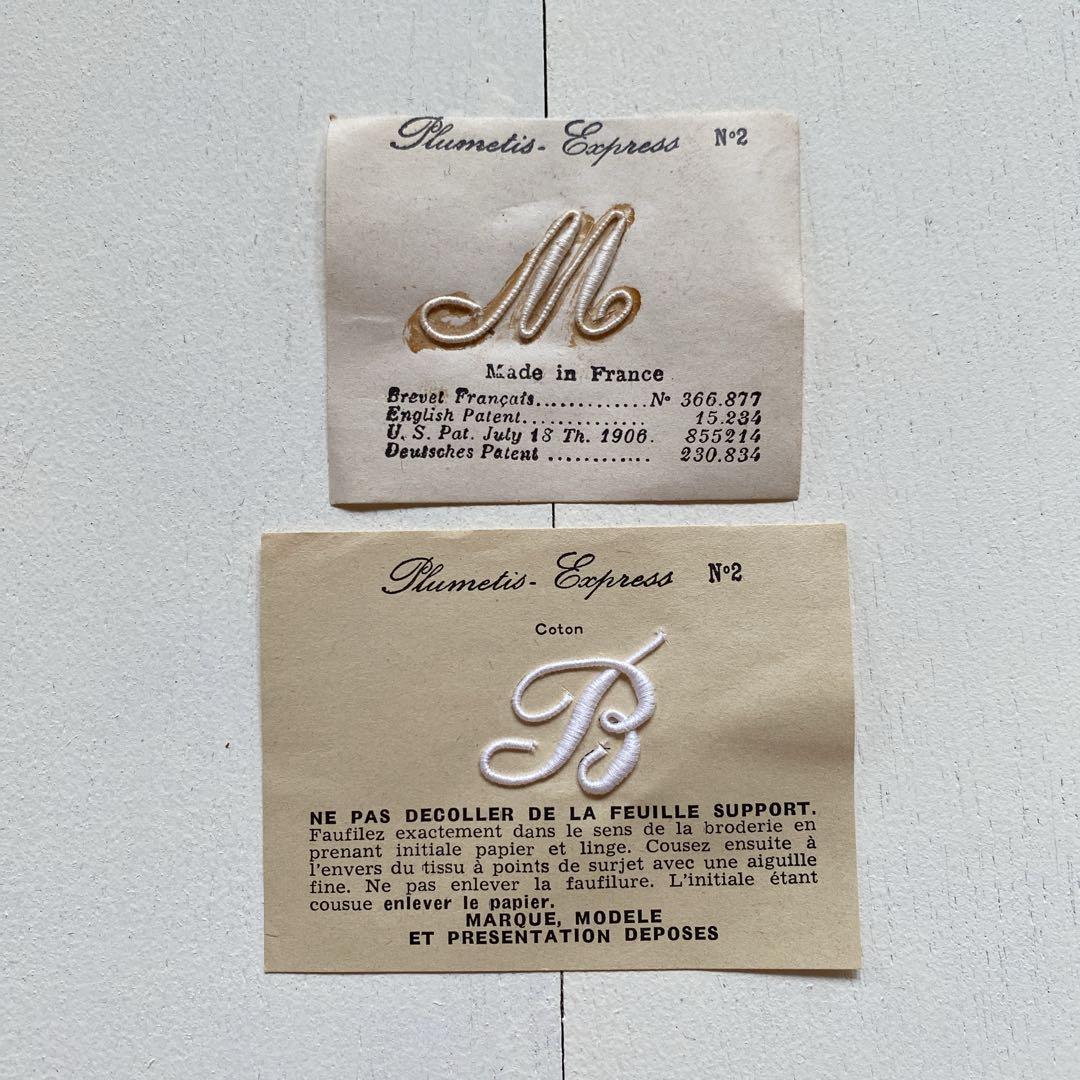 Plumetis-Express Nº2
M
Made in France
Brevet Français.............Nº 366.877
English Patent............... 15.234
U. S. Pat. July 18 Th. 1906. 855214
Deutsches Patent ............ 230.834
Plumetis-Express Nº2
Coton
B
NE PAS DECOLLER DE LA FEUILLE SUPPORT.
Faufilez exactement dans le sens de la broderie en
prenant initiale papier et linge. Cousez ensuite à
l'envers du tissu à points de surjet avec une aiguille
fine. Ne pas enlever la faufilure. L'initiale étant
cousue enlever le papier.
MARQUE, MODELE
ET PRESENTATION DEPOSES